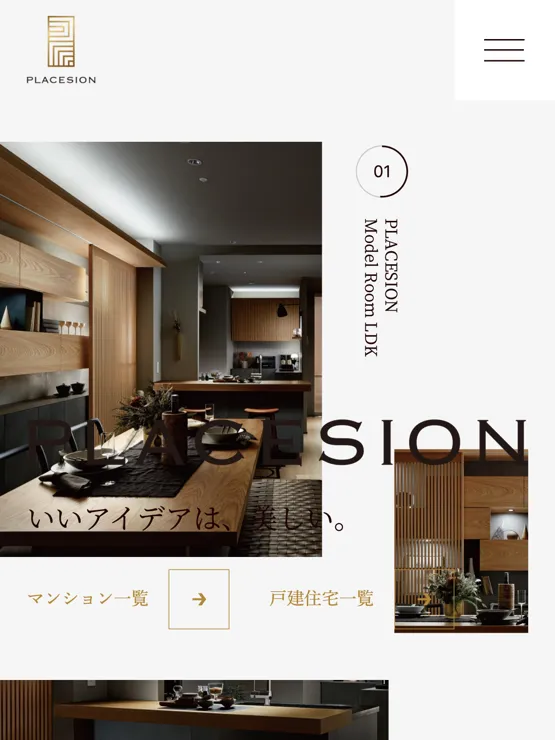 PLACESION
01
PLACESION
Model Room LDK
PLACESION
いいアイデアは、美しい。
マンション一覧
戸建住宅一覧